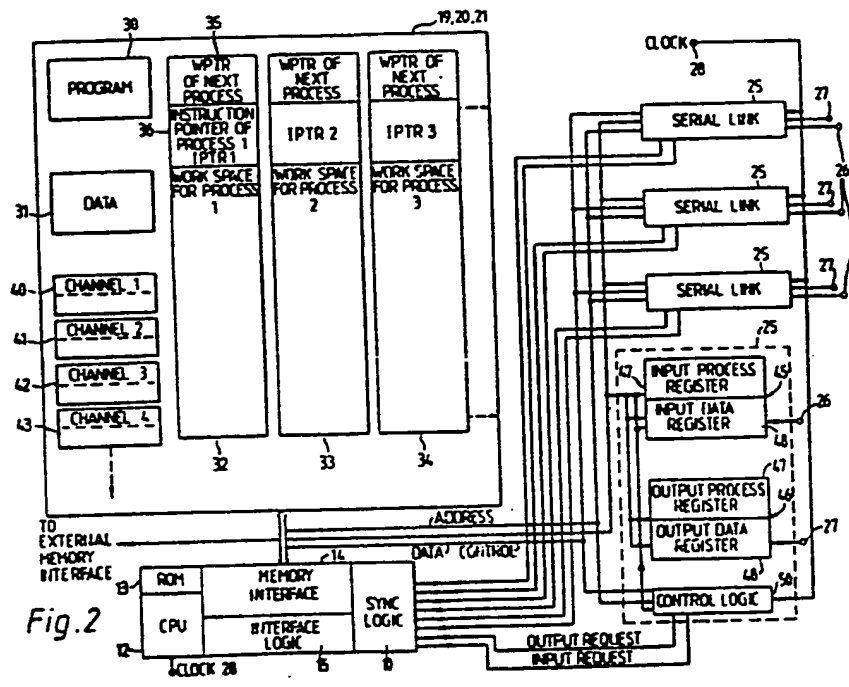 30
35
19,20,21
PROGRAM
WPTR
OF NEXT
PROCESS
WPTR
OF NEXT
PROCESS
WPTR OF
NEXT
PROCESS
36
INSTRUCTION
POINTER OF
PROCESS 1
IPTR1
IPTR 2
IPTR 3
WORK SPACE
FOR PROCESS
1
WORK SPACE
FOR PROCESS
2
WORK SPACE
FOR PROCESS
3
31
DATA
40
CHANNEL 1
41
CHANNEL 2
42
CHANNEL 3
43
CHANNEL 4
32
33
34
CLOCK
28
25
SERIAL LINK
27
26
25
SERIAL LINK
27
25
SERIAL LINK
27
25
47
INPUT PROCESS
REGISTER
45
INPUT DATA
REGISTER
48
26
47
OUTPUT PROCESS
REGISTER
46
OUTPUT DATA
REGISTER
48
27
50
CONTROL LOGIC
TO
EXTERNAL
MEMORY
INTERFACE
ADDRESS
DATA
CONTROL
14
13
ROM
MEMORY
INTERFACE
SYNC
LOGIC
CPU
INTERFACE
LOGIC
12
CLOCK 28
15
10
OUTPUT REQUEST
INPUT REQUEST
Fig.2